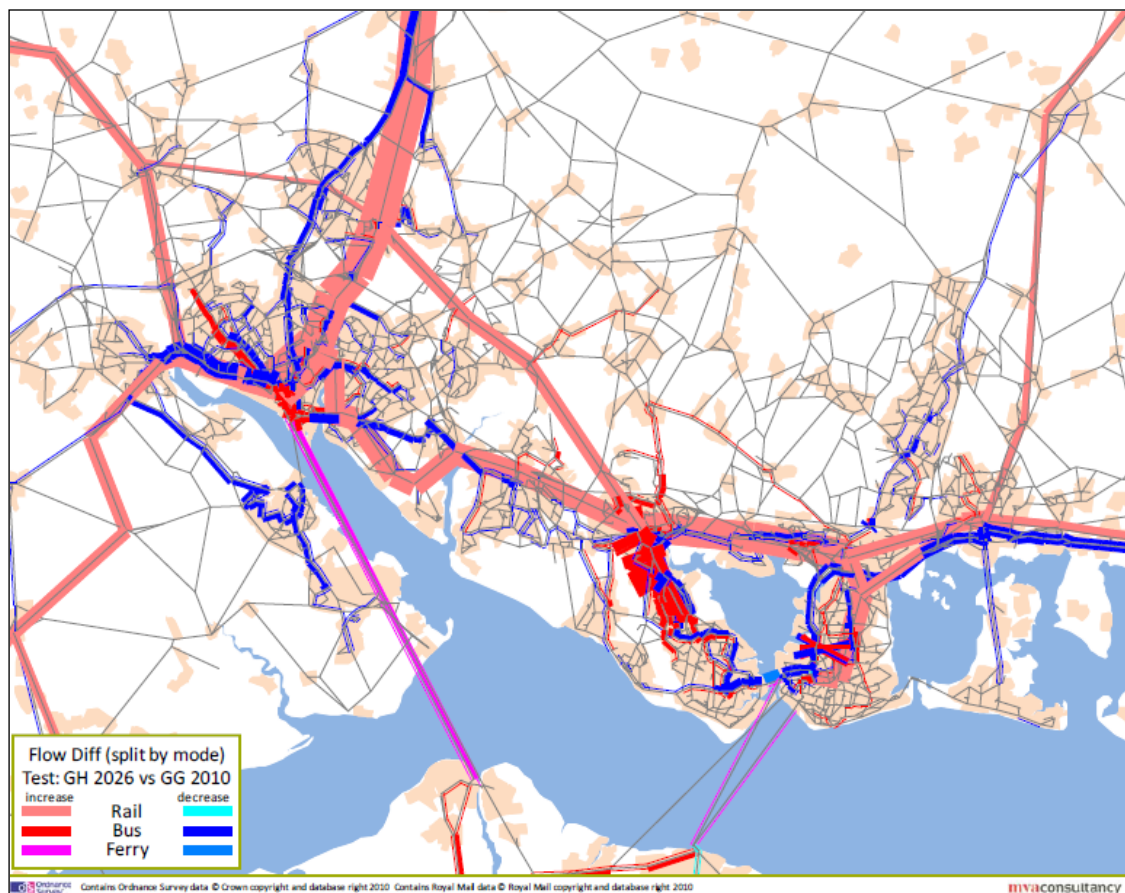 Flow Diff (split by mode)
Test: GH 2026 vs GG 2010
increase decrease
Rail
Bus
Ferry
Ordnance Survey Contains Ordnance Survey data © Crown copyright and database right 2010 Contains Royal Mail data © Royal Mail copyright and database right 2010 mvaconsultancy